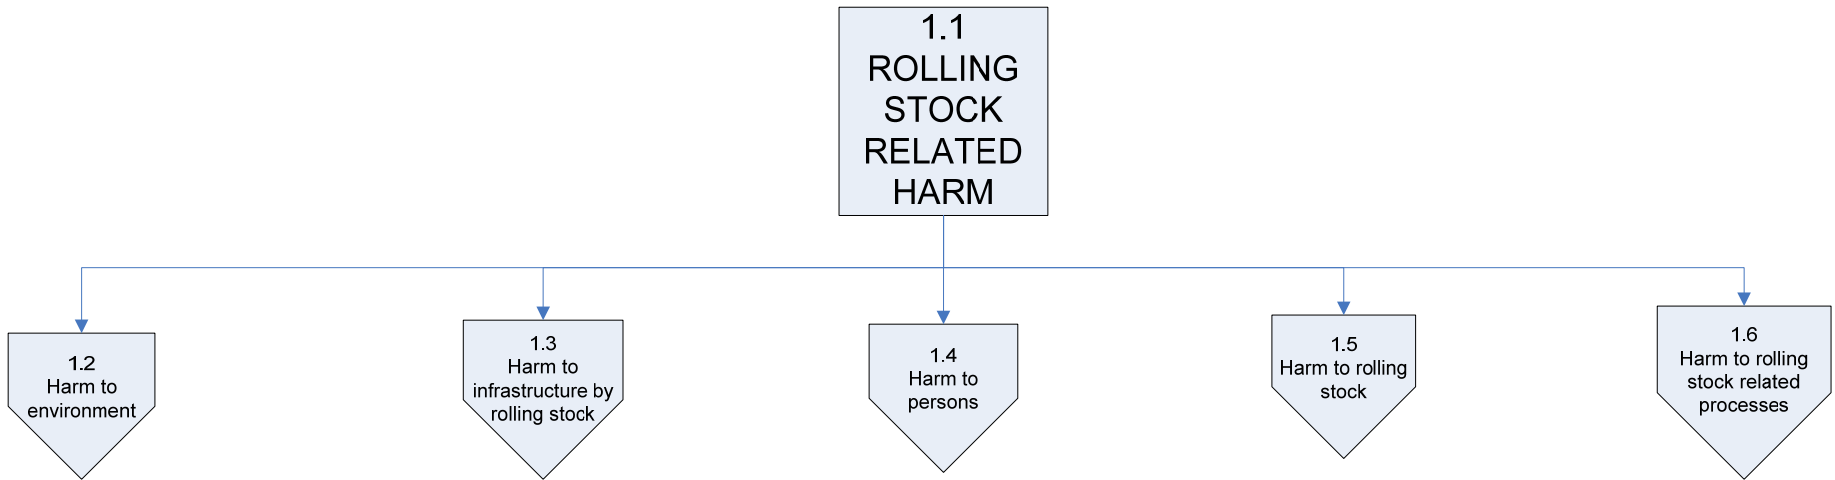 1.1
ROLLING
STOCK
RELATED
HARM
1.2
Harm to
environment
1.3
Harm to
infrastructure by
rolling stock
1.4
Harm to
persons
1.5
Harm to rolling
stock
1.6
Harm to rolling
stock related
processes